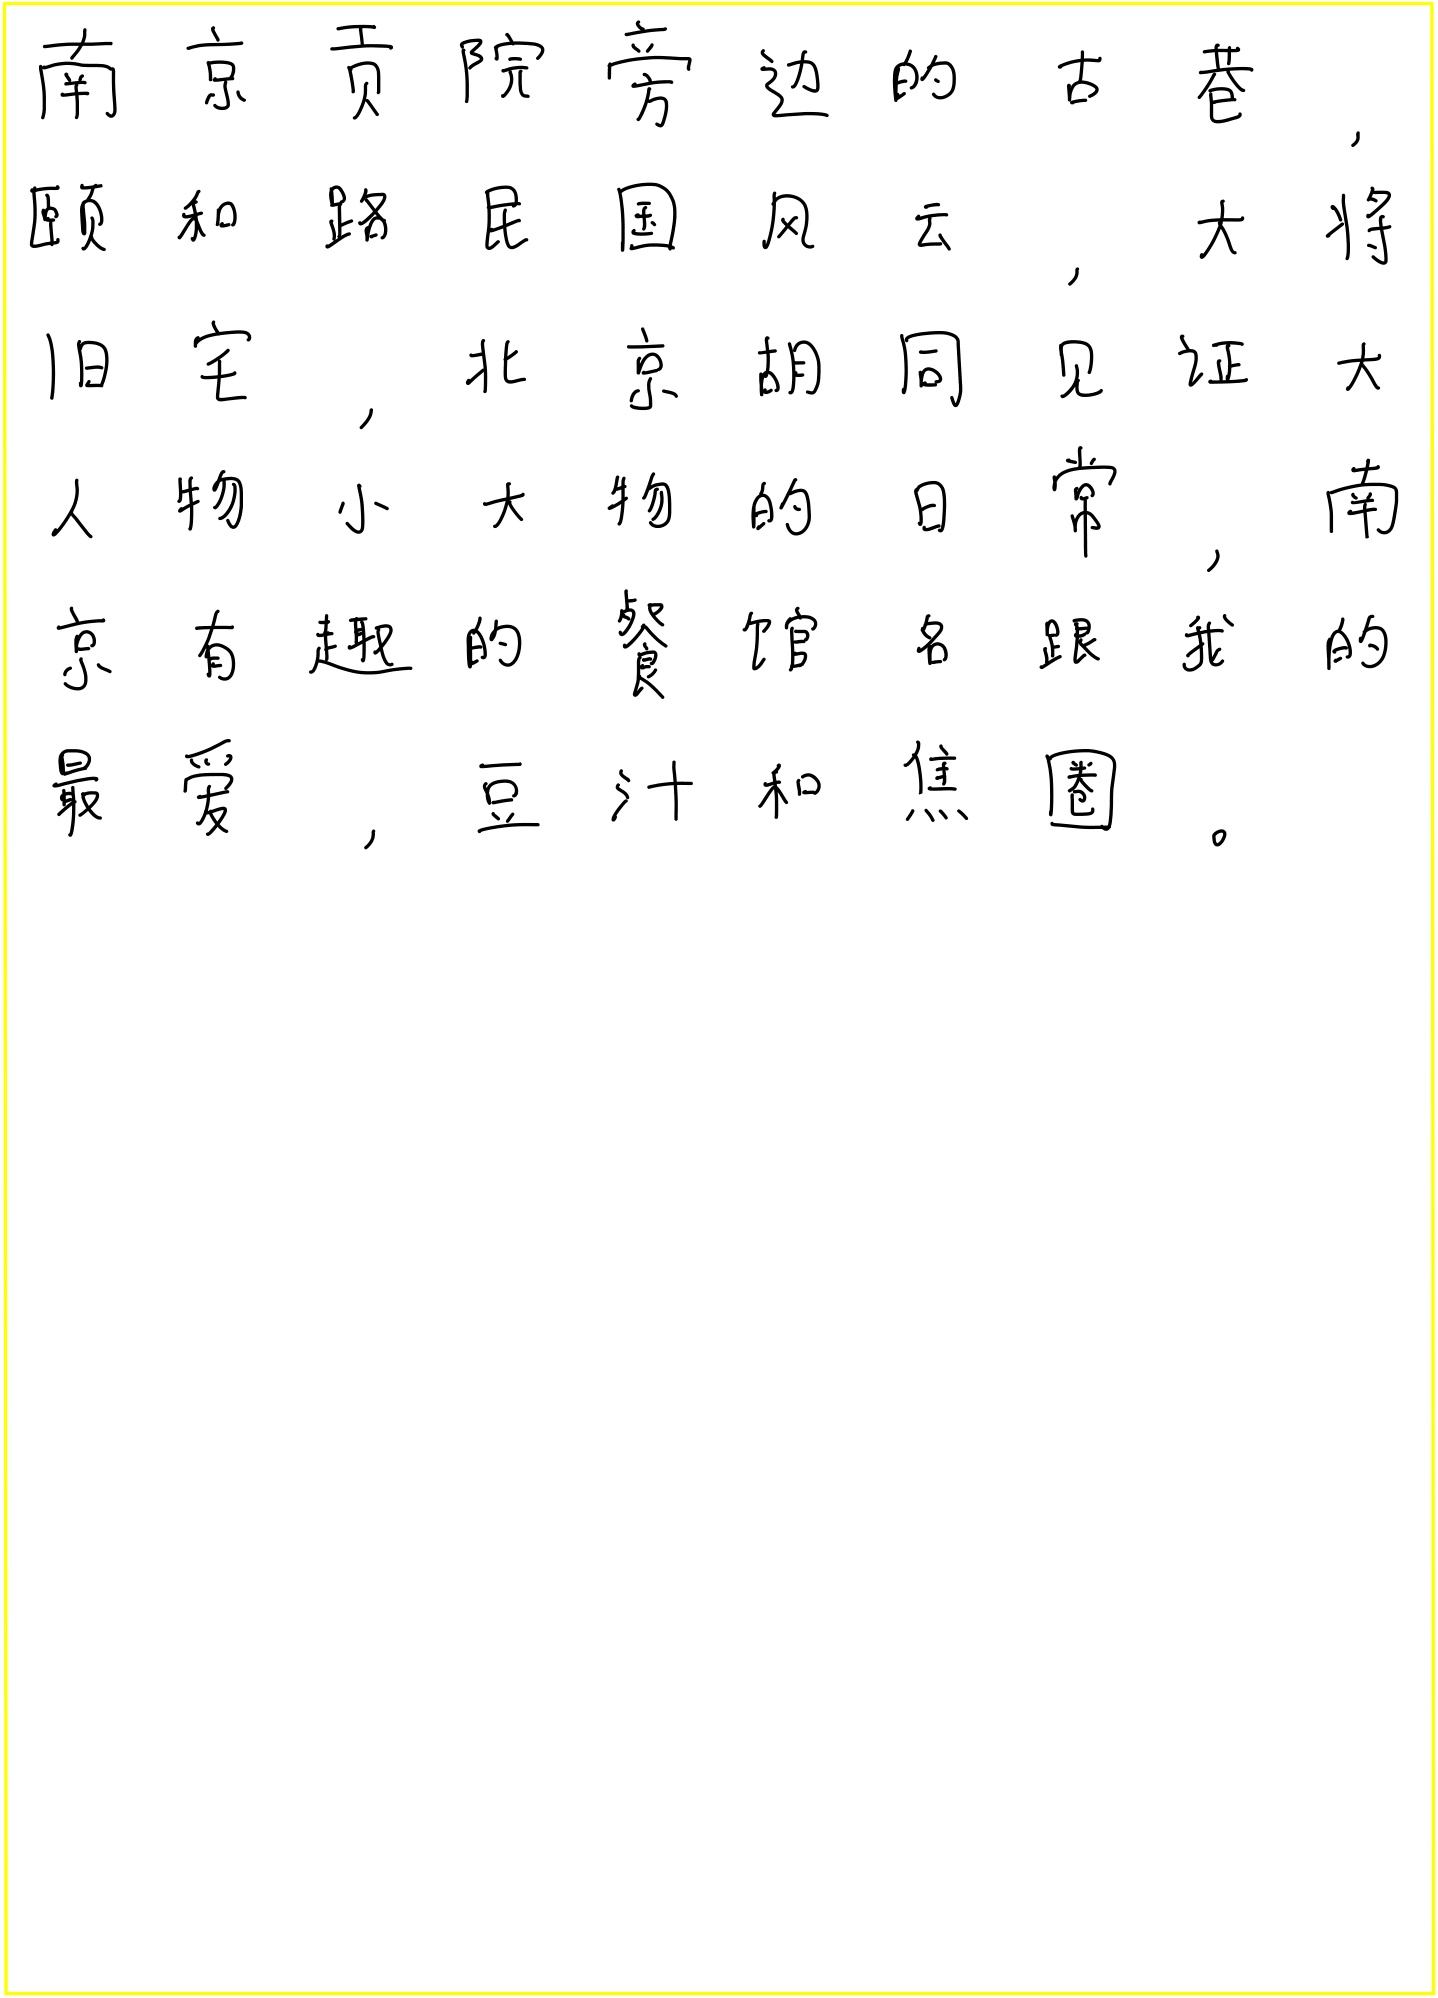 南京贡院旁边的古巷,
颐和路民国风云,大将
旧宅,北京胡同见证大
人物小大物的日常,南
京有趣的餐馆名跟我的
最爱,豆汁和焦圈。